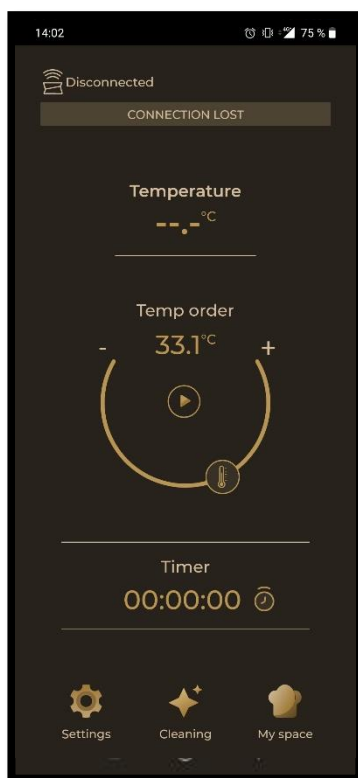 14:02 75 %
Disconnected
CONNECTION LOST
Temperature
--.-°C
Temp order
- 33.1°C +
Timer
00:00:00
Settings Cleaning My space